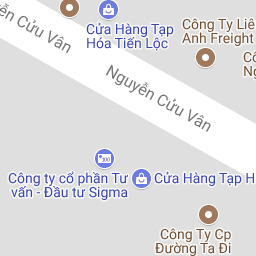 Cửa Hàng Tạp
Hóa Tiến Lộc
Công Ty Liê
Anh Freight
Cửu Vân
Nguyễn Cửu Vân
Công ty cổ phần Tư
vấn - Đầu tư Sigma
Cửa Hàng Tạp H
Công Ty Cp
Đường Ta Đi